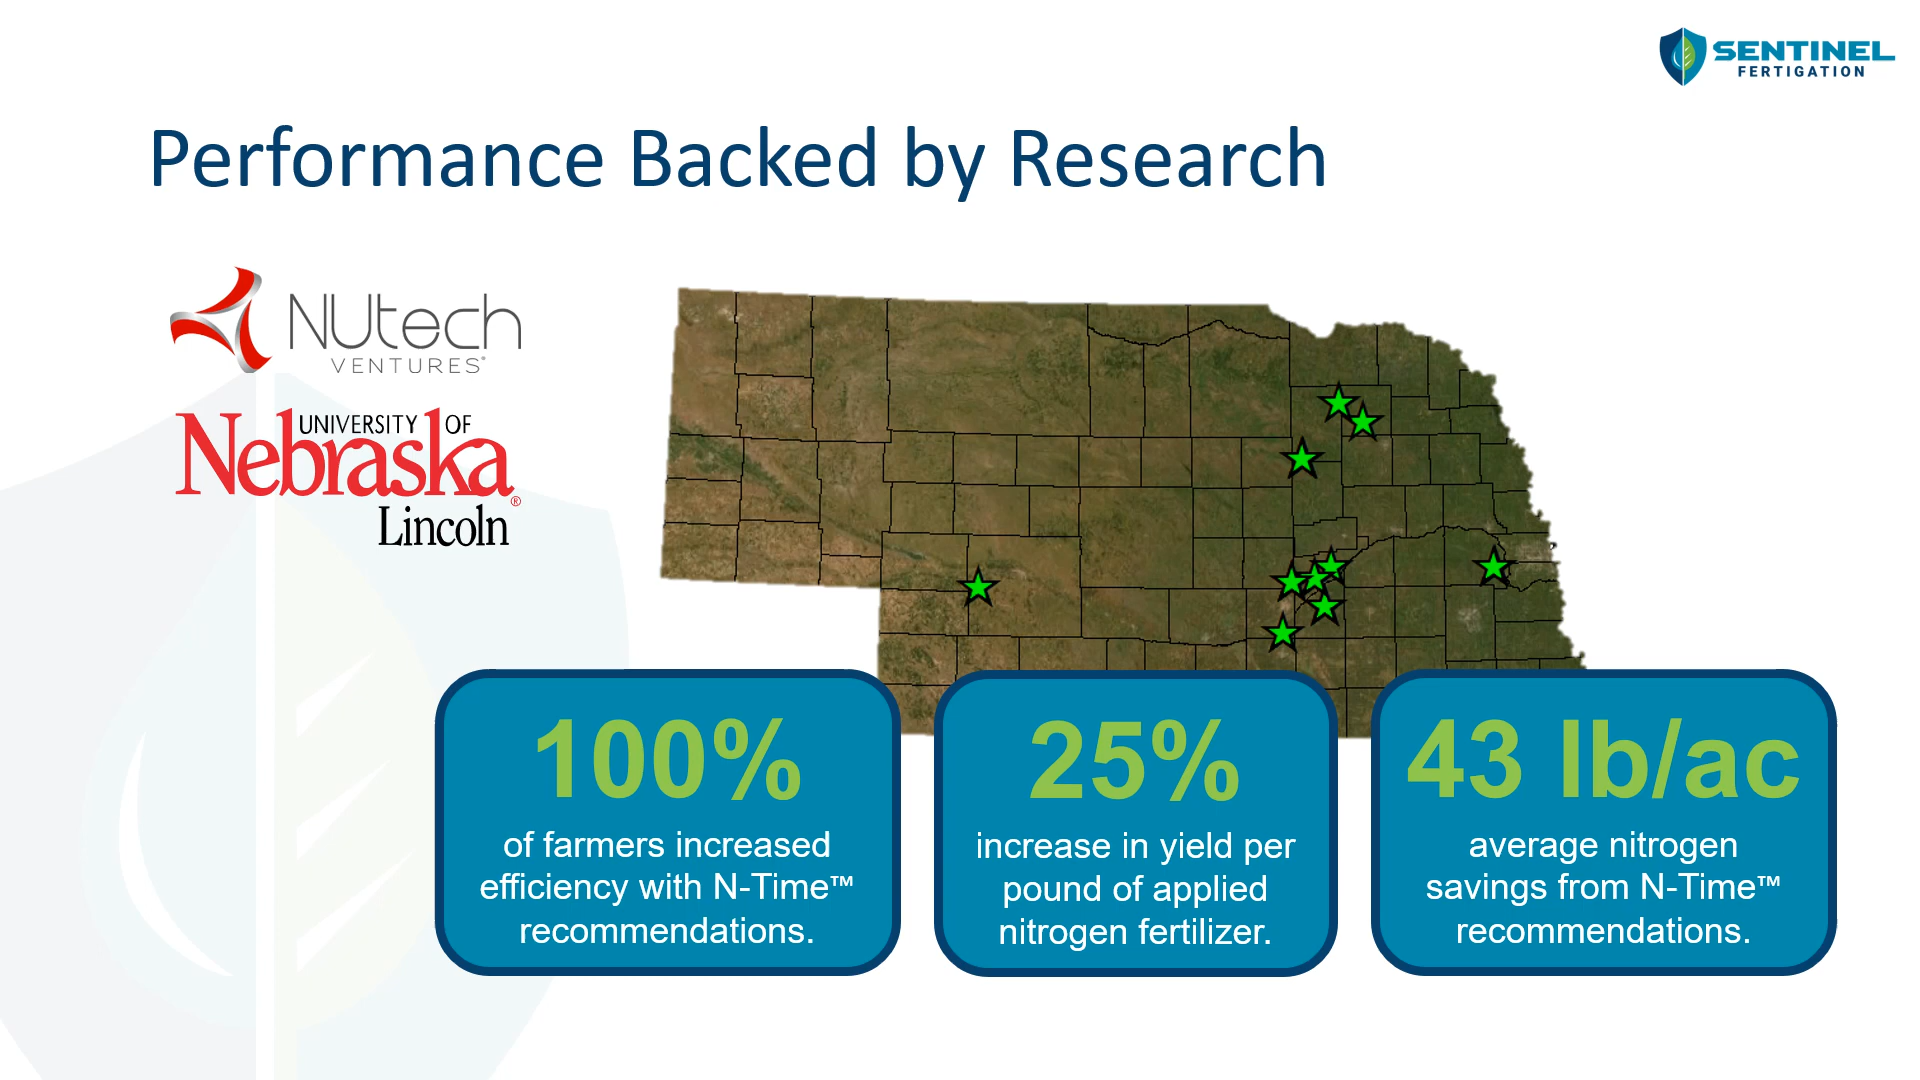 SENTINEL
FERTIGATION
Performance Backed by Research
NUtech
VENTURES®
UNIVERSITY OF
Nebraska®
Lincoln
100%
of farmers increased
efficiency with N-Time™
recommendations.
25%
increase in yield per
pound of applied
nitrogen fertilizer.
43 lb/ac
average nitrogen
savings from N-Time™
recommendations.